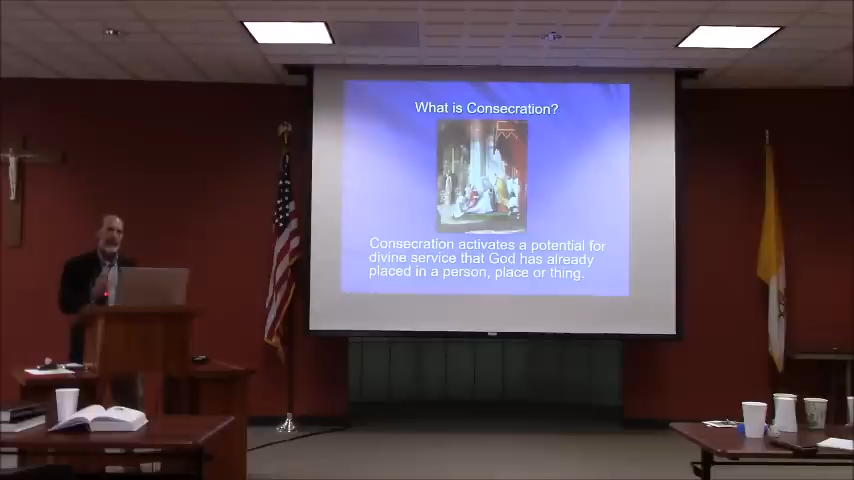 What is Consecration?
Consecration activates a potential for
divine service that God has already
placed in a person, place or thing.